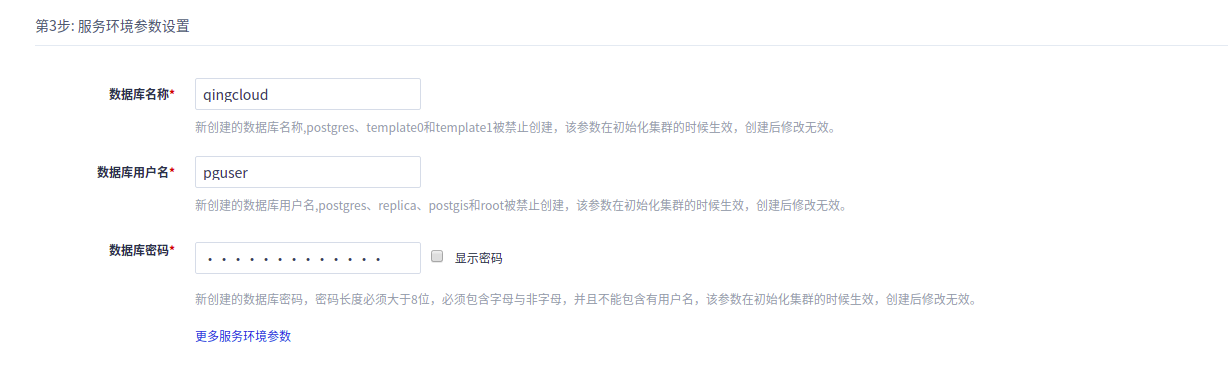 第3步: 服务环境参数设置
数据库名称*
qingcloud
新创建的数据库名称,postgres、template0和template1被禁止创建，该参数在初始化集群的时候生效，创建后修改无效。
数据库用户名*
pguser
新创建的数据库用户名,postgres、replica、postgis和root被禁止创建，该参数在初始化集群的时候生效，创建后修改无效。
数据库密码*
• • • • • • • • • • • • •
显示密码
新创建的数据库密码，密码长度必须大于8位，必须包含字母与非字母，并且不能包含有用户名，该参数在初始化集群的时候生效，创建后修改无效。
更多服务环境参数